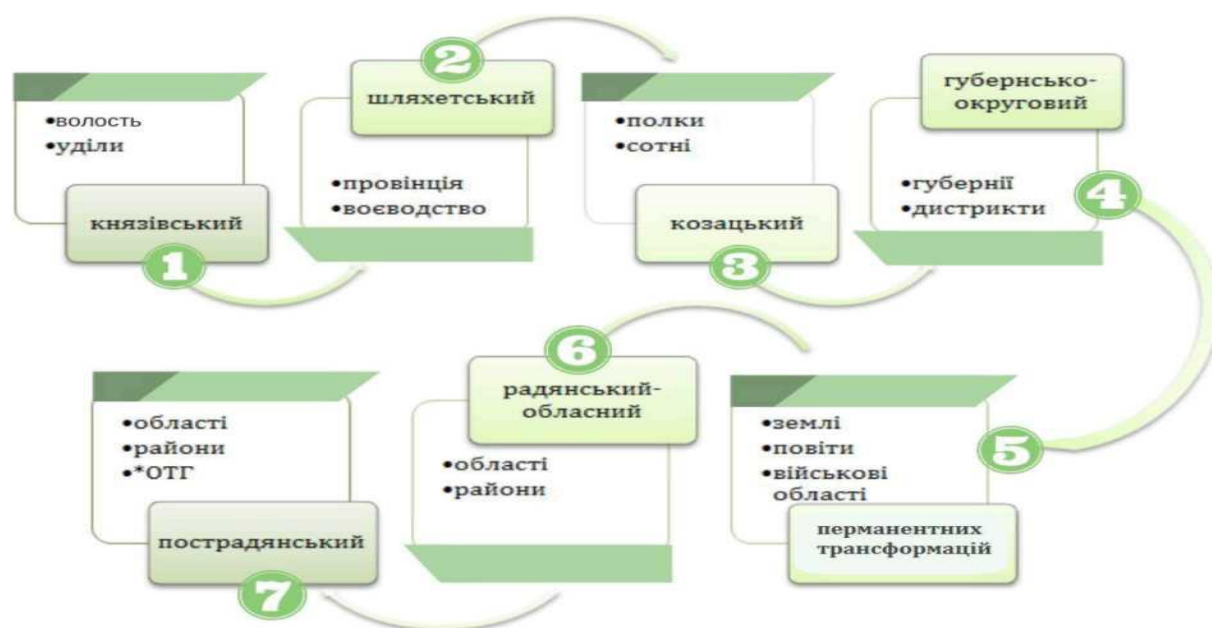 •волость
•уділи
князівський
1
2
шляхетський
•провінція
•воєводство
•полки
•сотні
козацький
3
губернсько-
округовий
•губернії
•дистрикти
4
•землі
•повіти
•військові
області
5
перманентних
трансформацій
6
радянський-
обласний
•області
•райони
•області
•райони
•*ОТГ
пострадянський
7